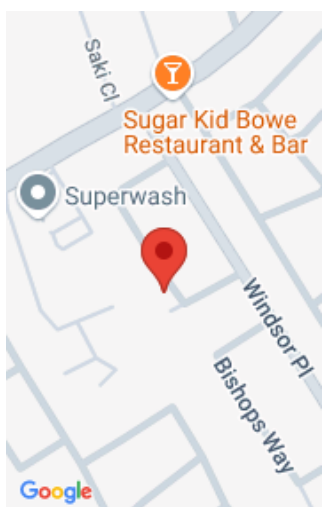 Saki Cl
Sugar Kid Bowe
Restaurant & Bar
Superwash
Windsor Pl
Bishops Way
Google